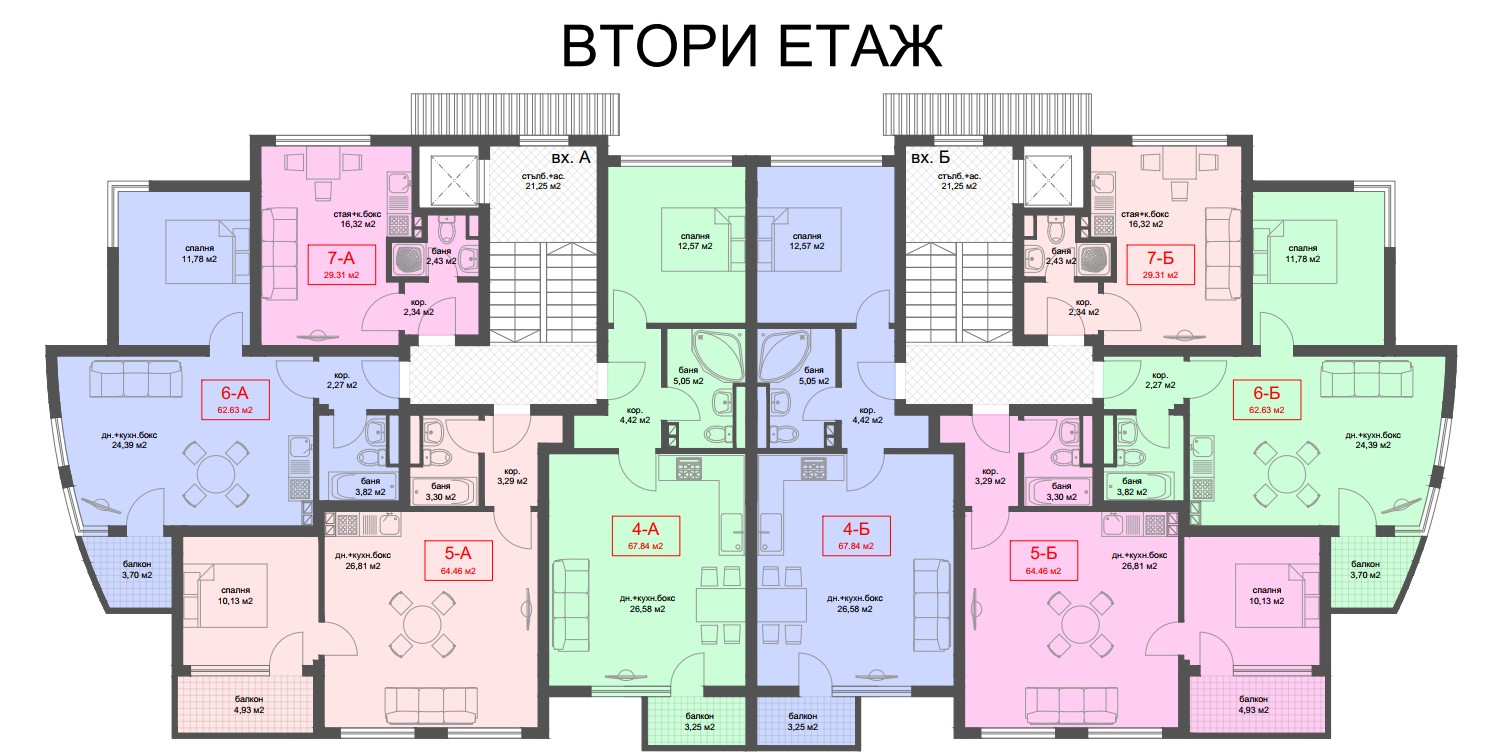 ВТОРИ ЕТАЖ
вх. А
стълб.+ас.
21,25 м2
вх. Б
стълб.+ас.
21,25 м2
спалня
11,78 м2
стая+к.бокс
16,32 м2
7-А
29.31 м2
баня
2,43 м2
кор.
2,34 м2
спалня
12,57 м2
спалня
12,57 м2
баня
2,43 м2
кор.
2,34 м2
стая+к.бокс
16,32 м2
7-Б
29.31 м2
спалня
11,78 м2
6-А
62.63 м2
дн.+кухн.бокс
24,39 м2
кор.
2,27 м2
баня
3,82 м2
балкон
3,70 м2
баня
3,30 м2
кор.
3,29 м2
5-А
64.46 м2
дн.+кухн.бокс
26,81 м2
спалня
10,13 м2
балкон
4,93 м2
баня
5,05 м2
кор.
4,42 м2
4-А
67.84 м2
дн.+кухн.бокс
26,58 м2
балкон
3,25 м2
баня
5,05 м2
кор.
4,42 м2
4-Б
67.84 м2
дн.+кухн.бокс
26,58 м2
балкон
3,25 м2
кор.
3,29 м2
баня
3,30 м2
5-Б
64.46 м2
дн.+кухн.бокс
26,81 м2
спалня
10,13 м2
балкон
4,93 м2
кор.
2,27 м2
баня
3,82 м2
6-Б
62.63 м2
дн.+кухн.бокс
24,39 м2
балкон
3,70 м2